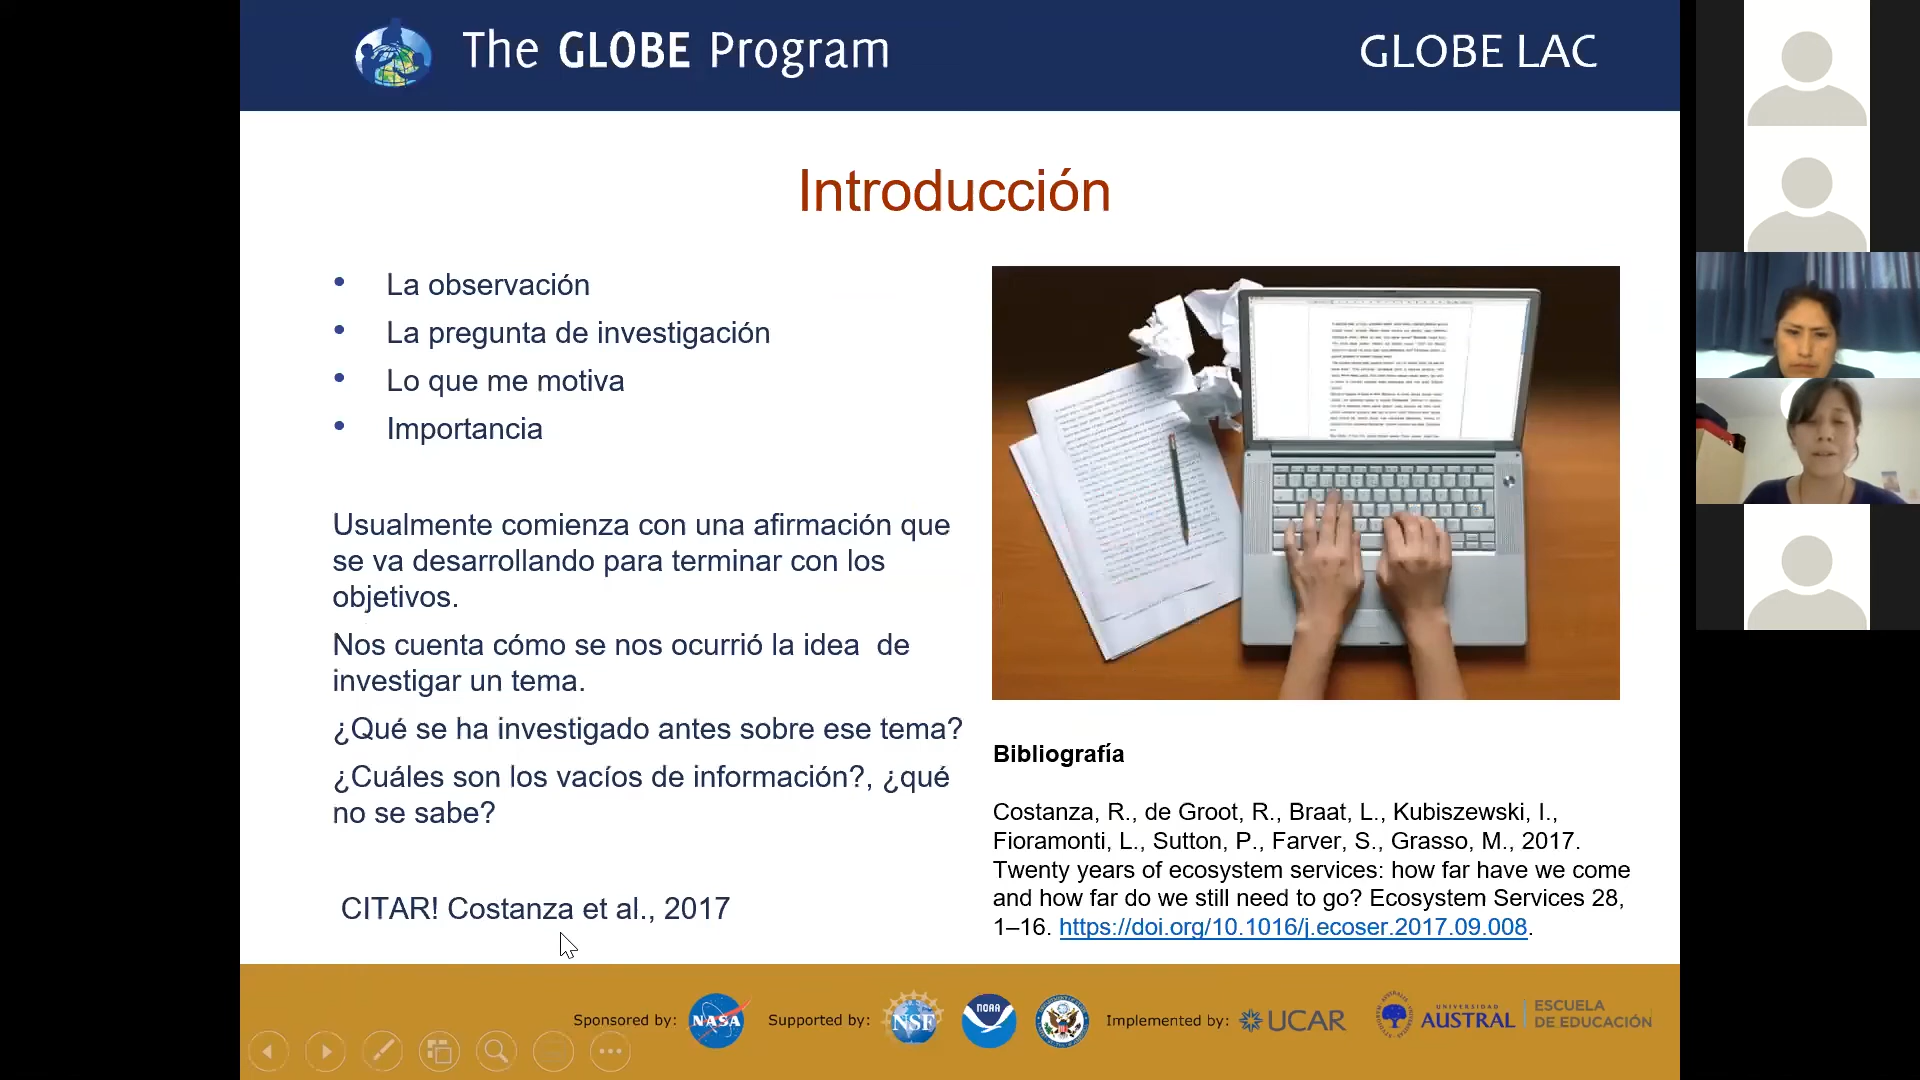 The GLOBE Program
GLOBE LAC
Introducción
• La observación
• La pregunta de investigación
• Lo que me motiva
• Importancia
Usualmente comienza con una afirmación que
se va desarrollando para terminar con los
objetivos.
Nos cuenta cómo se nos ocurrió la idea  de
investigar un tema.
¿Qué se ha investigado antes sobre ese tema?
¿Cuáles son los vacíos de información?, ¿qué
no se sabe?
CITAR! Costanza et al., 2017
Bibliografía
Costanza, R., de Groot, R., Braat, L., Kubiszewski, I.,
Fioramonti, L., Sutton, P., Farver, S., Grasso, M., 2017.
Twenty years of ecosystem services: how far have we come
and how far do we still need to go? Ecosystem Services 28,
1–16. https://doi.org/10.1016/j.ecoser.2017.09.008.
Sponsored by: NASA Supported by: NSF NOAA Implemented by: UCAR
UNIVERSIDAD
AUSTRAL
ESCUELA
DE EDUCACIÓN